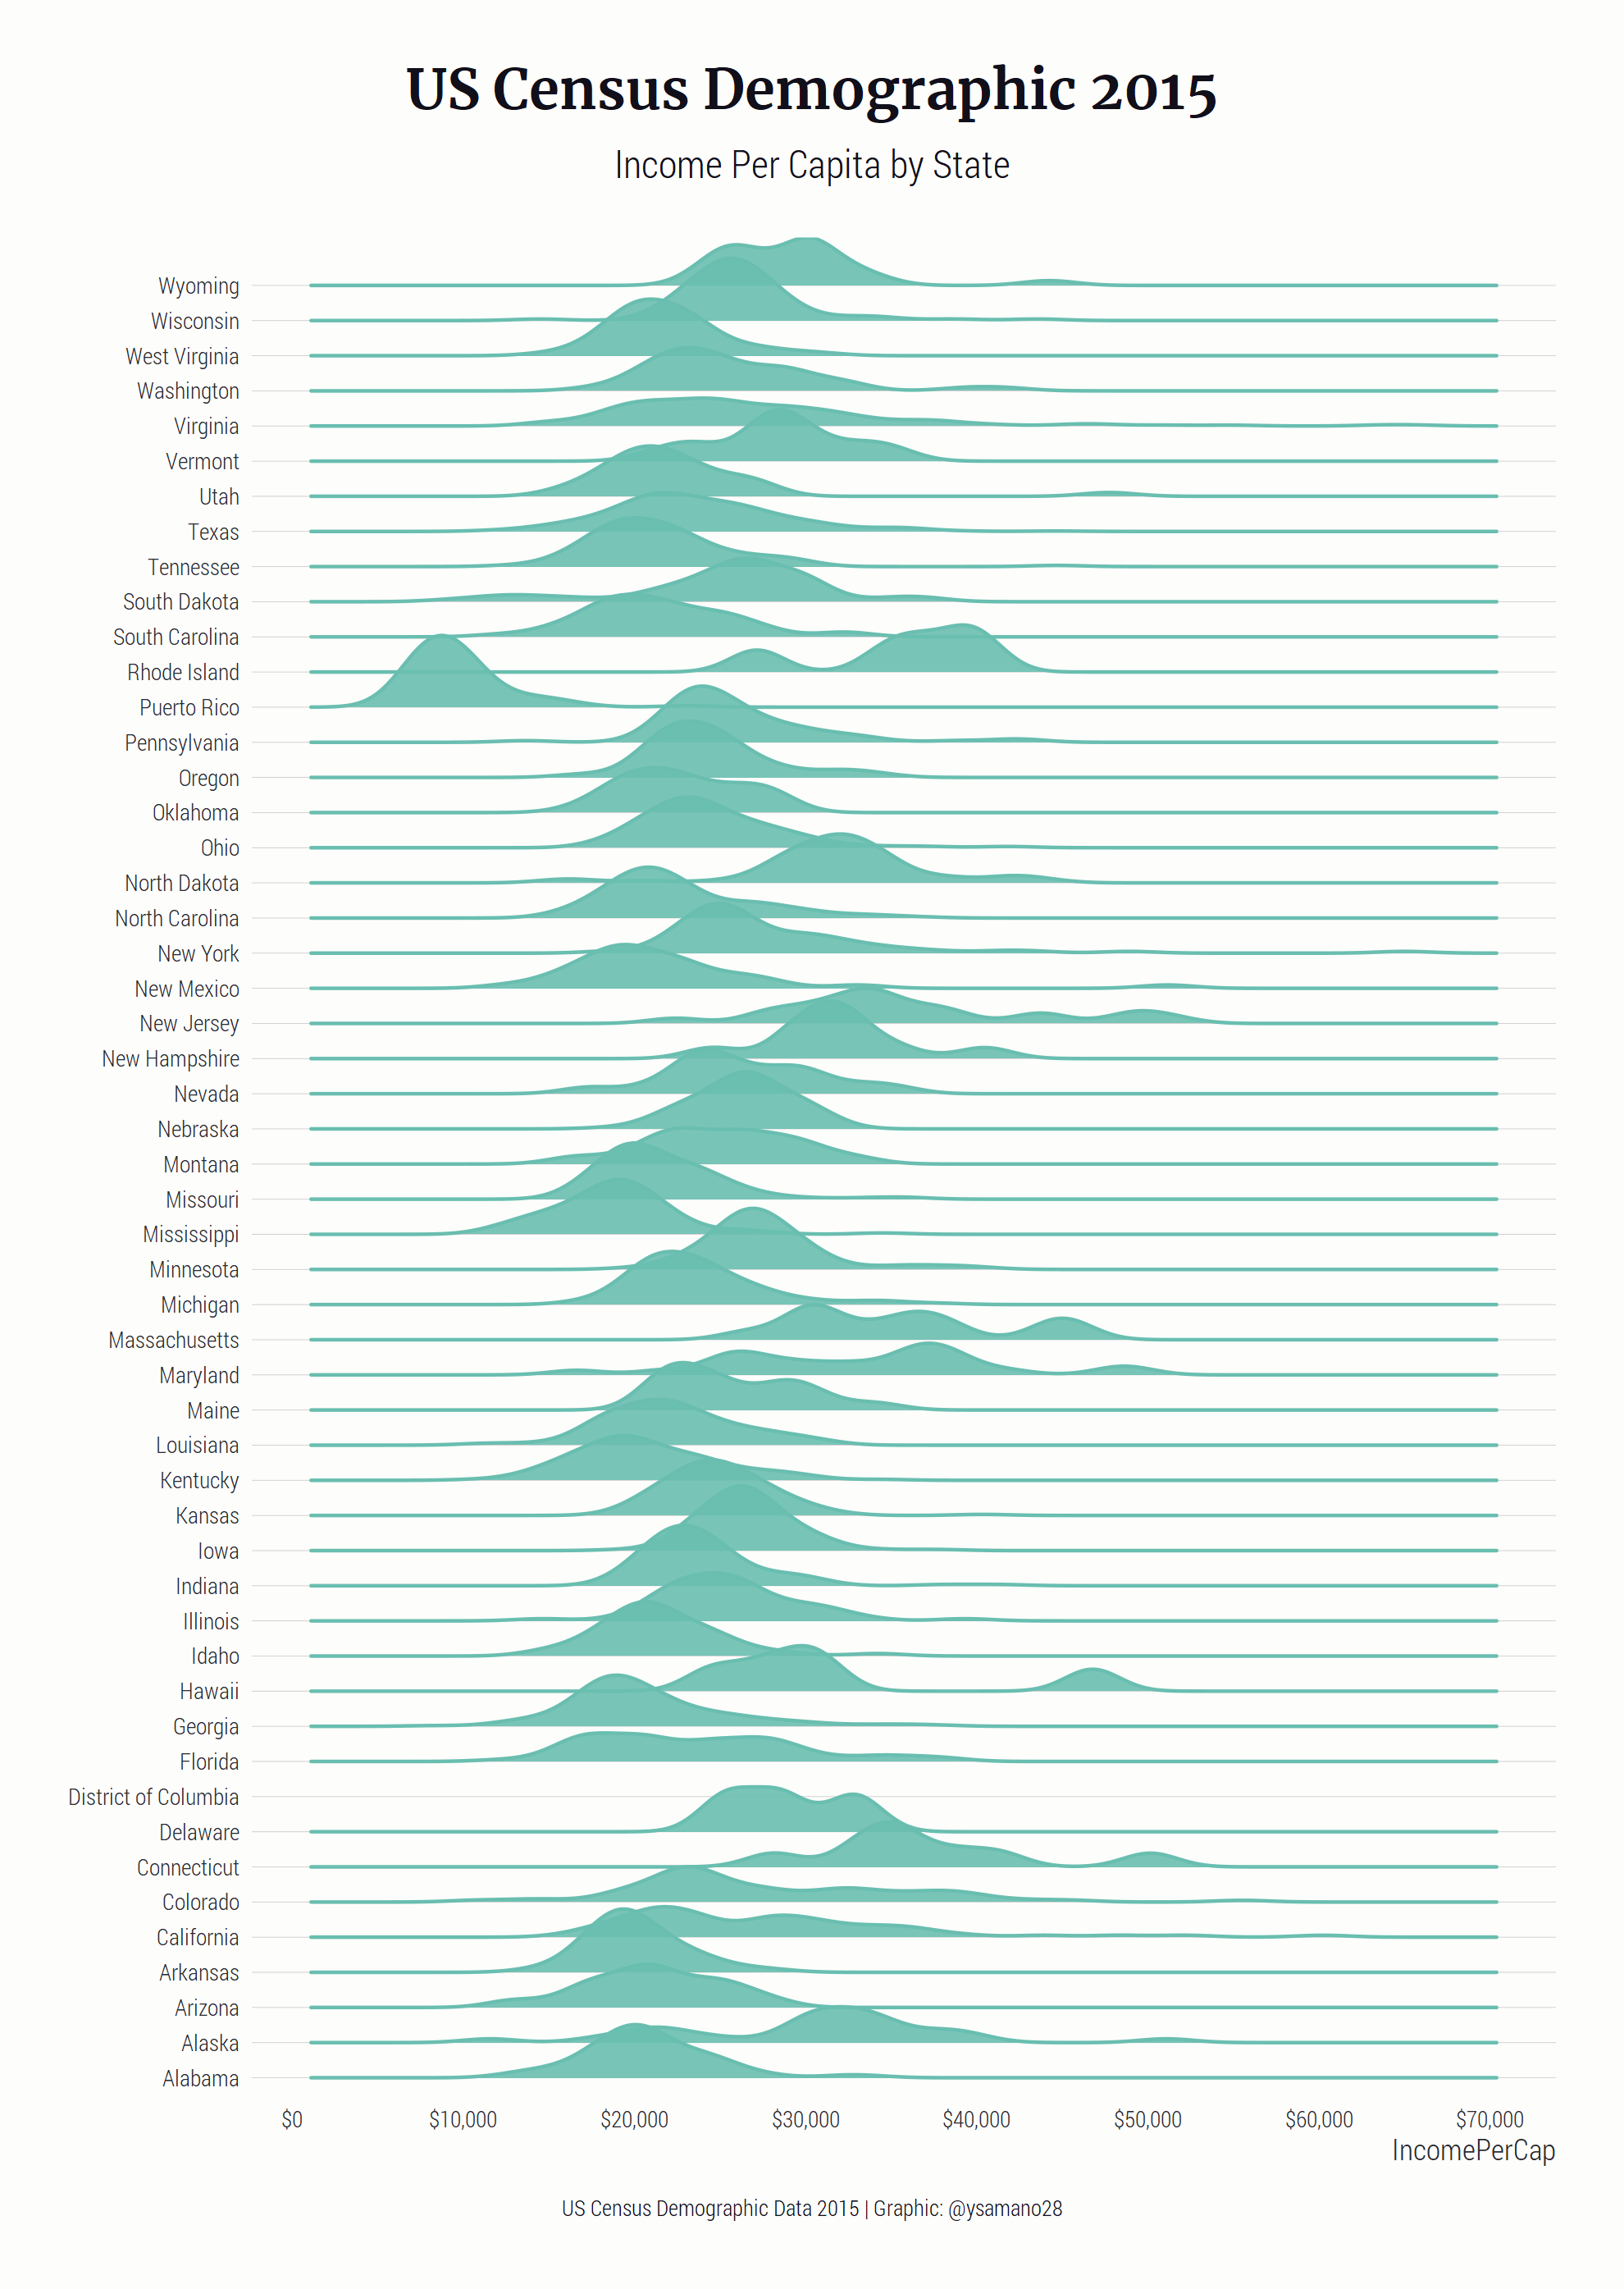 US Census Demographic 2015
Income Per Capita by State
Wyoming
Wisconsin
West Virginia
Washington
Virginia
Vermont
Utah
Texas
Tennessee
South Dakota
South Carolina
Rhode Island
Puerto Rico
Pennsylvania
Oregon
Oklahoma
Ohio
North Dakota
North Carolina
New York
New Mexico
New Jersey
New Hampshire
Nevada
Nebraska
Montana
Missouri
Mississippi
Minnesota
Michigan
Massachusetts
Maryland
Maine
Louisiana
Kentucky
Kansas
Iowa
Indiana
Illinois
Idaho
Hawaii
Georgia
Florida
District of Columbia
Delaware
Connecticut
Colorado
California
Arkansas
Arizona
Alaska
Alabama
$0 $10,000 $20,000 $30,000 $40,000 $50,000 $60,000 $70,000
IncomePerCap
US Census Demographic Data 2015 | Graphic: @ysamano28